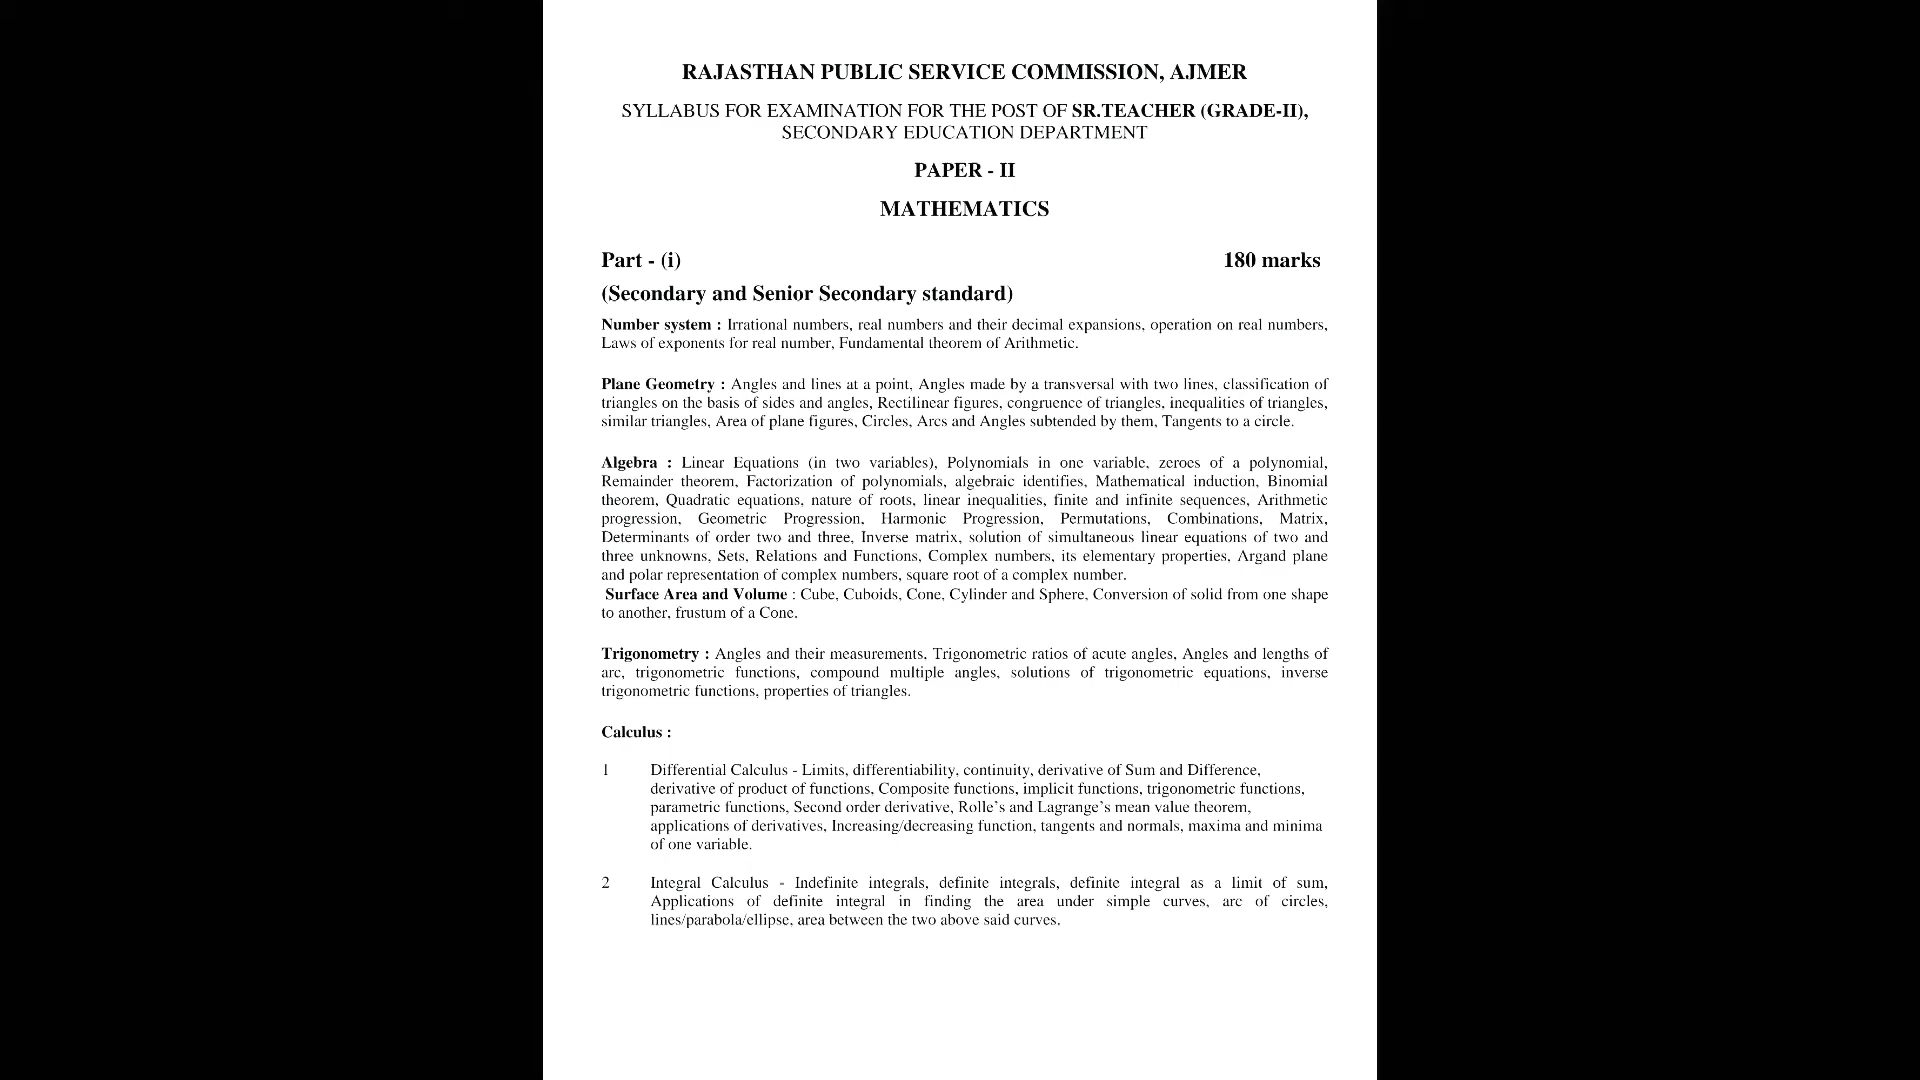 RAJASTHAN PUBLIC SERVICE COMMISSION, AJMER
SYLLABUS FOR EXAMINATION FOR THE POST OF SR.TEACHER (GRADE-II),
SECONDARY EDUCATION DEPARTMENT
PAPER - II
MATHEMATICS
Part - (i) 180 marks
(Secondary and Senior Secondary standard)
Number system : Irrational numbers, real numbers and their decimal expansions, operation on real numbers,
Laws of exponents for real number, Fundamental theorem of Arithmetic.
Plane Geometry : Angles and lines at a point, Angles made by a transversal with two lines, classification of
triangles on the basis of sides and angles, Rectilinear figures, congruence of triangles, inequalities of triangles,
similar triangles, Area of plane figures, Circles, Arcs and Angles subtended by them, Tangents to a circle.
Algebra : Linear Equations (in two variables), Polynomials in one variable, zeroes of a polynomial,
Remainder theorem, Factorization of polynomials, algebraic identifies, Mathematical induction, Binomial
theorem, Quadratic equations, nature of roots, linear inequalities, finite and infinite sequences, Arithmetic
progression, Geometric Progression, Harmonic Progression, Permutations, Combinations, Matrix,
Determinants of order two and three, Inverse matrix, solution of simultaneous linear equations of two and
three unknowns, Sets, Relations and Functions, Complex numbers, its elementary properties, Argand plane
and polar representation of complex numbers, square root of a complex number.
Surface Area and Volume : Cube, Cuboids, Cone, Cylinder and Sphere, Conversion of solid from one shape
to another, frustum of a Cone.
Trigonometry : Angles and their measurements, Trigonometric ratios of acute angles, Angles and lengths of
arc, trigonometric functions, compound multiple angles, solutions of trigonometric equations, inverse
trigonometric functions, properties of triangles.
Calculus :
1 Differential Calculus - Limits, differentiability, continuity, derivative of Sum and Difference,
derivative of product of functions, Composite functions, implicit functions, trigonometric functions,
parametric functions, Second order derivative, Rolle’s and Lagrange’s mean value theorem,
applications of derivatives, Increasing/decreasing function, tangents and normals, maxima and minima
of one variable.
2 Integral Calculus - Indefinite integrals, definite integrals, definite integral as a limit of sum,
Applications of definite integral in finding the area under simple curves, arc of circles,
lines/parabola/ellipse, area between the two above said curves.